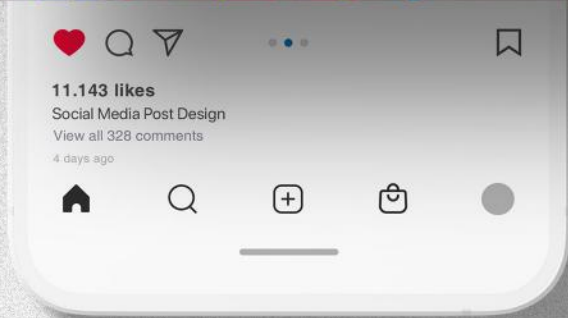 11.143 likes
Social Media Post Design
View all 328 comments
4 days ago